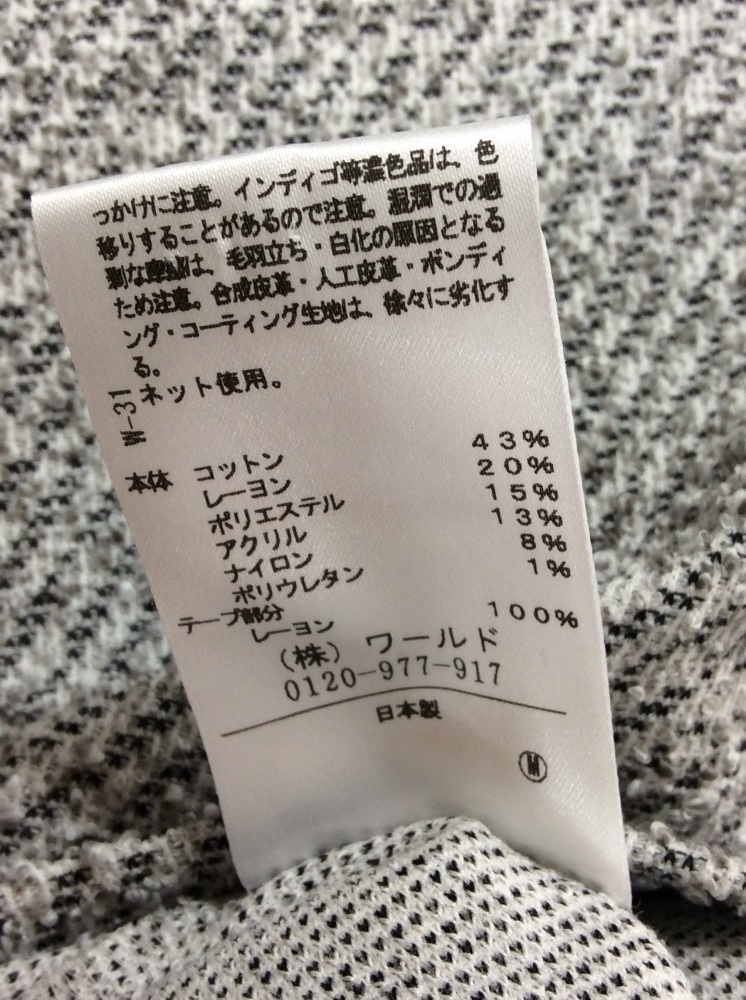 っかけに注意。インディゴ等濃色品は、色
移りすることがあるので注意。湿潤での過
剰な摩擦は、毛羽立ち・白化の原因となる
ため注意。合成皮革・人工皮革・ボンディ
ング・コーティング生地は、徐々に劣化す
る。
W-31 ネット使用。
本体 コットン 43%
レーヨン 20%
ポリエステル 15%
アクリル 13%
ナイロン 8%
ポリウレタン 1%
テープ部分
レーヨン 100%
(株) ワールド
0120-977-917
日本製
M